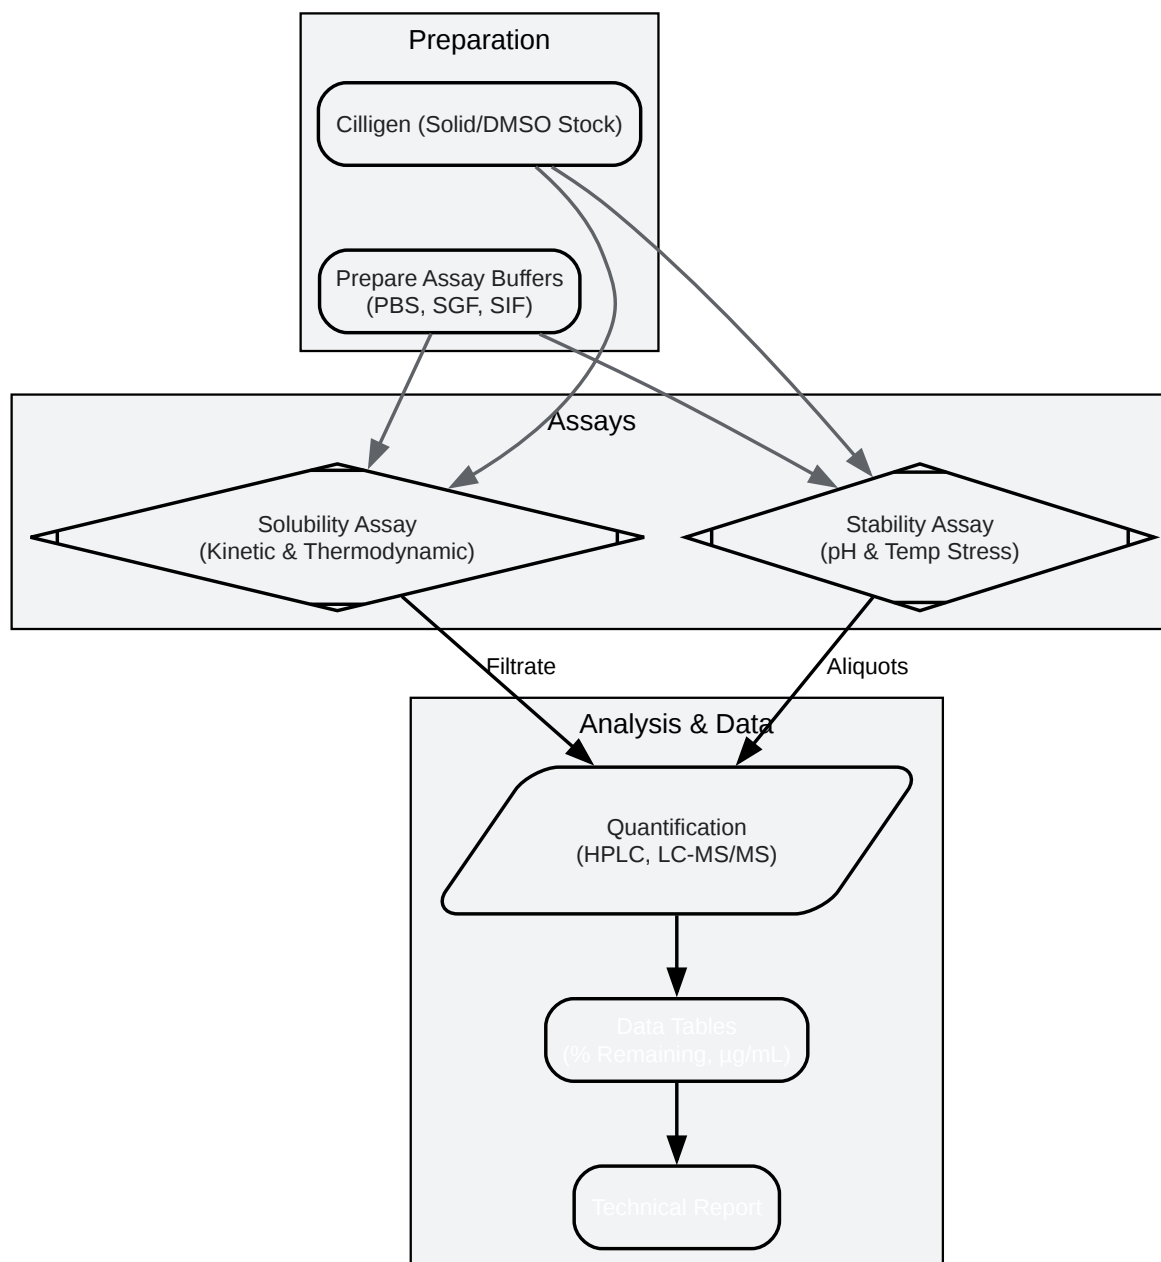 Preparation
Cilligen (Solid/DMSO Stock)
Prepare Assay Buffers
(PBS, SGF, SIF)
Assays
Solubility Assay
(Kinetic & Thermodynamic)
Stability Assay
(pH & Temp Stress)
Filtrate
Aliquots
Analysis & Data
Quantification
(HPLC, LC-MS/MS)
Data Tables
(% Remaining, µg/mL)
Technical Report